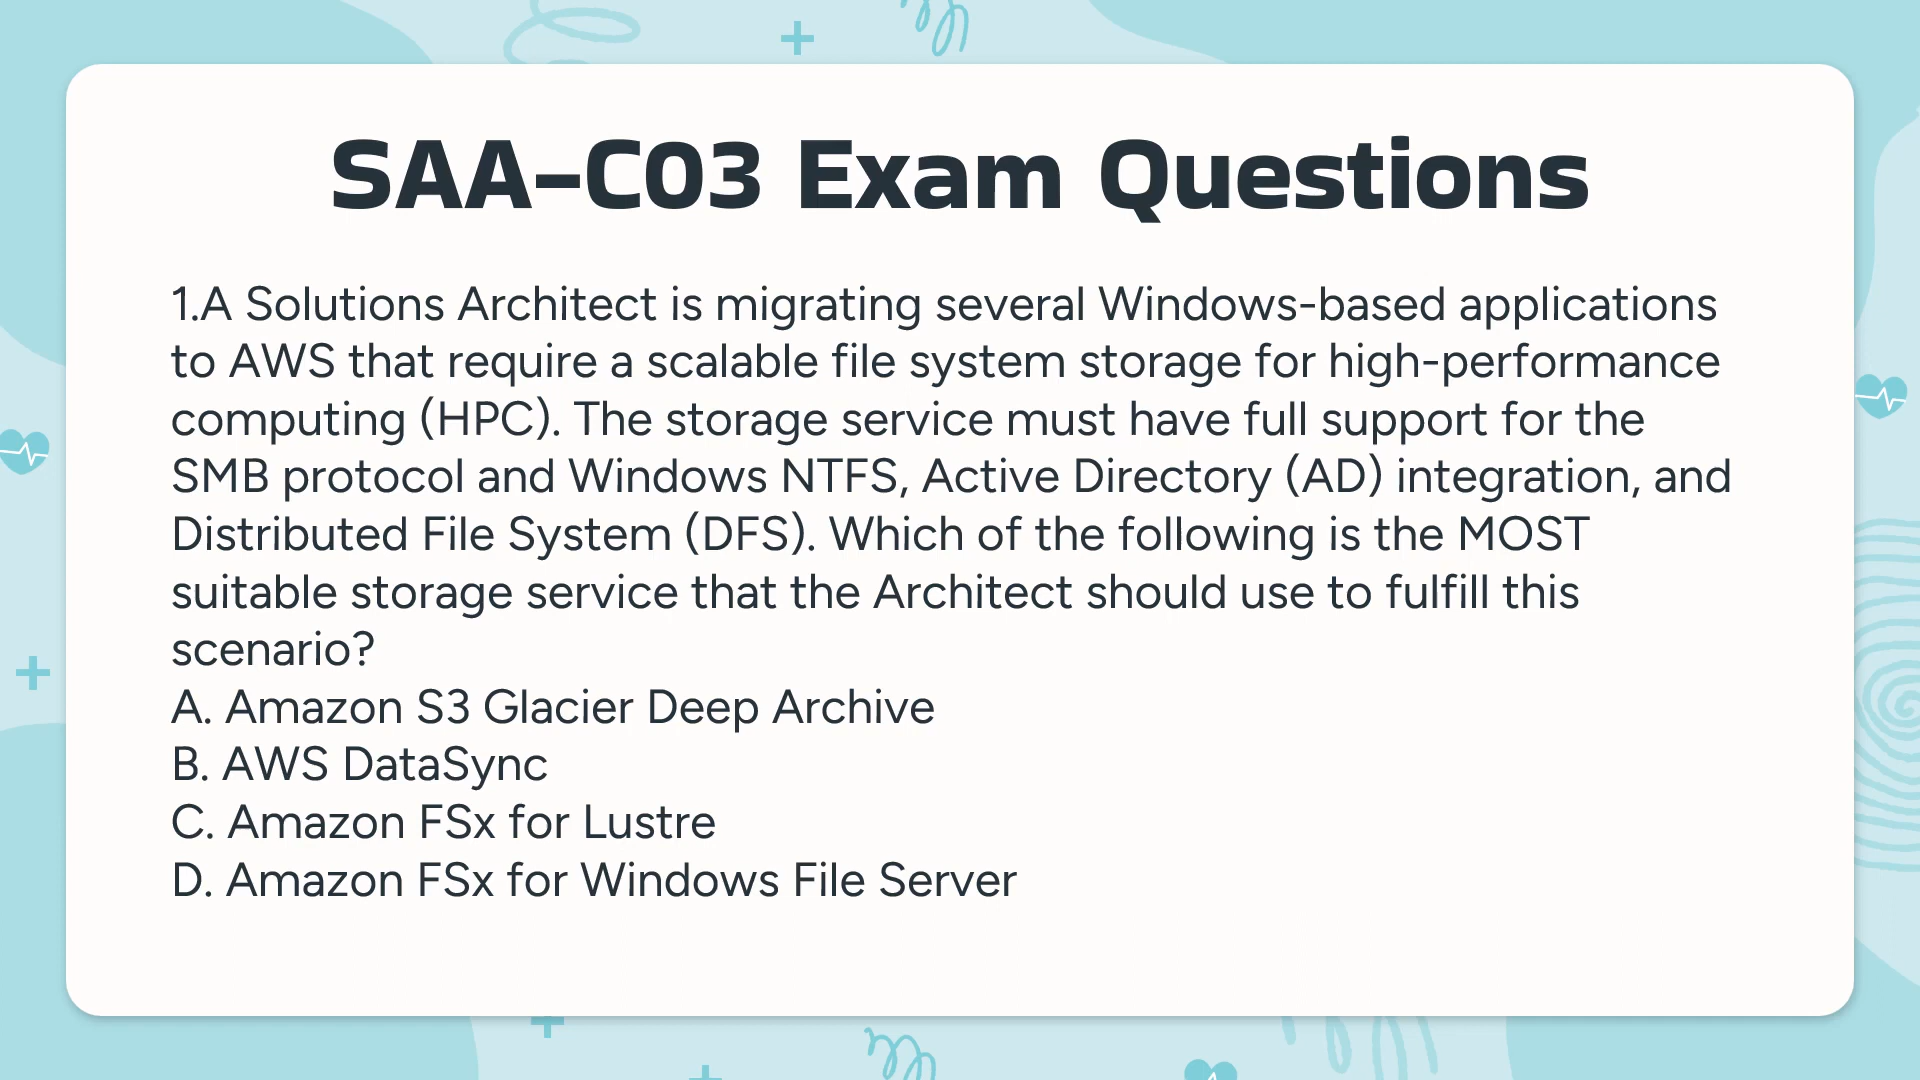 SAA-C03 Exam Questions
1.A Solutions Architect is migrating several Windows-based applications
to AWS that require a scalable file system storage for high-performance
computing (HPC). The storage service must have full support for the
SMB protocol and Windows NTFS, Active Directory (AD) integration, and
Distributed File System (DFS). Which of the following is the MOST
suitable storage service that the Architect should use to fulfill this
scenario?
A. Amazon S3 Glacier Deep Archive
B. AWS DataSync
C. Amazon FSx for Lustre
D. Amazon FSx for Windows File Server